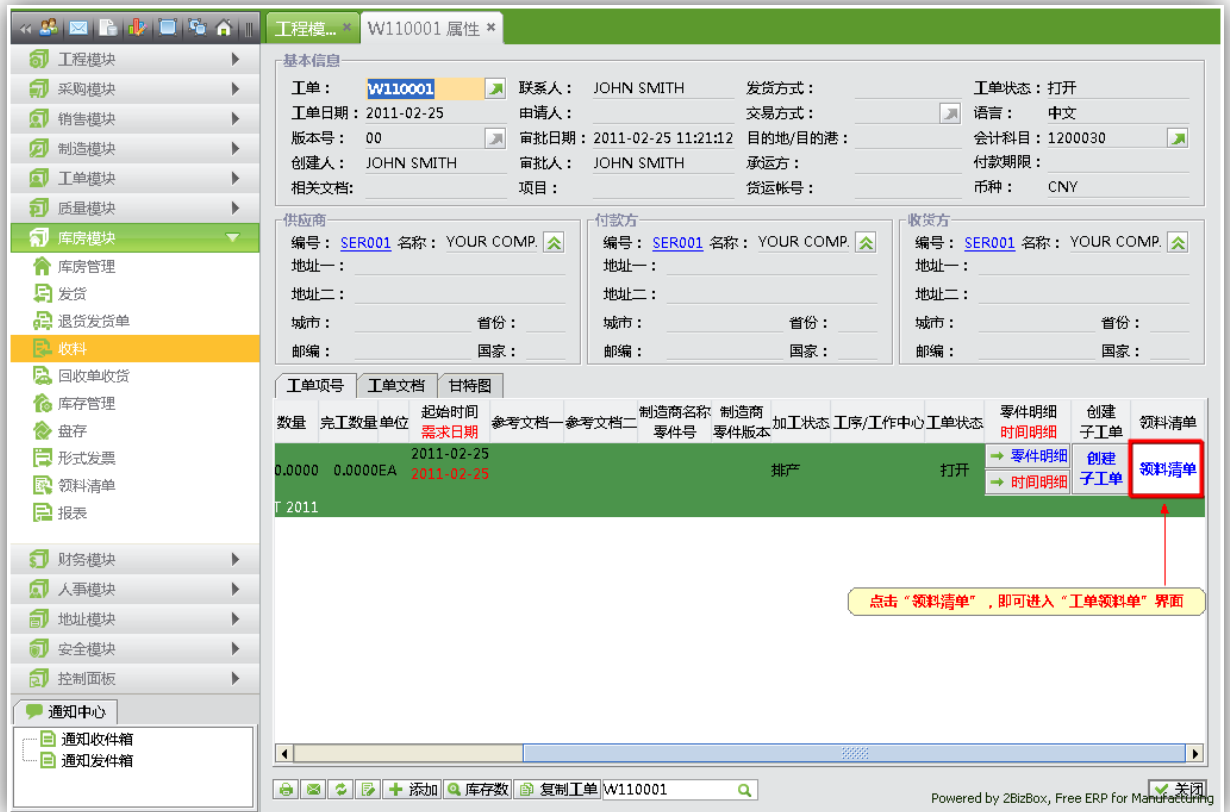 工程模... × W110001 属性 ×
工程模块
采购模块
销售模块
制造模块
工单模块
质量模块
库房模块
库房管理
发货
退货发货单
收料
回收单收货
库存管理
盘存
形式发票
领料清单
报表
财务模块
人事模块
地址模块
安全模块
控制面板
通知中心
通知收件箱
通知发件箱
基本信息
工单： W110001 联系人： JOHN SMITH 发货方式： 工单状态：打开
工单日期：2011-02-25 申请人： 交易方式： 语言： 中文
版本号： 00 审批日期：2011-02-25 11:21:12 目的地/目的港： 会计科目：1200030
创建人： JOHN SMITH 审批人： JOHN SMITH 承运方： 付款期限：
相关文档: 项目： 货运帐号： 币种： CNY
供应商 付款方 收货方
编号： SER001 名称： YOUR COMP. 编号： SER001 名称： YOUR COMP. 编号： SER001 名称： YOUR COMP.
地址一： 地址一： 地址一：
地址二： 地址二： 地址二：
城市： 省份： 城市： 省份： 城市： 省份：
邮编： 国家： 邮编： 国家： 邮编： 国家：
工单项号 工单文档 甘特图
数量 完工数量 单位 起始时间 需求日期 参考文档一 参考文档二 制造商名称 零件号 制造商 零件版本 加工状态 工序/工作中心 工单状态 零件明细 时间明细 创建 子工单 领料清单
0.0000 0.0000 EA 2011-02-25 2011-02-25 排产 打开 零件明细 时间明细 创建 子工单 领料清单
T 2011
点击“领料清单”，即可进入“工单领料单”界面
添加 库存数 复制工单 W110001 关闭
Powered by 2BizBox, Free ERP for Manufacturing